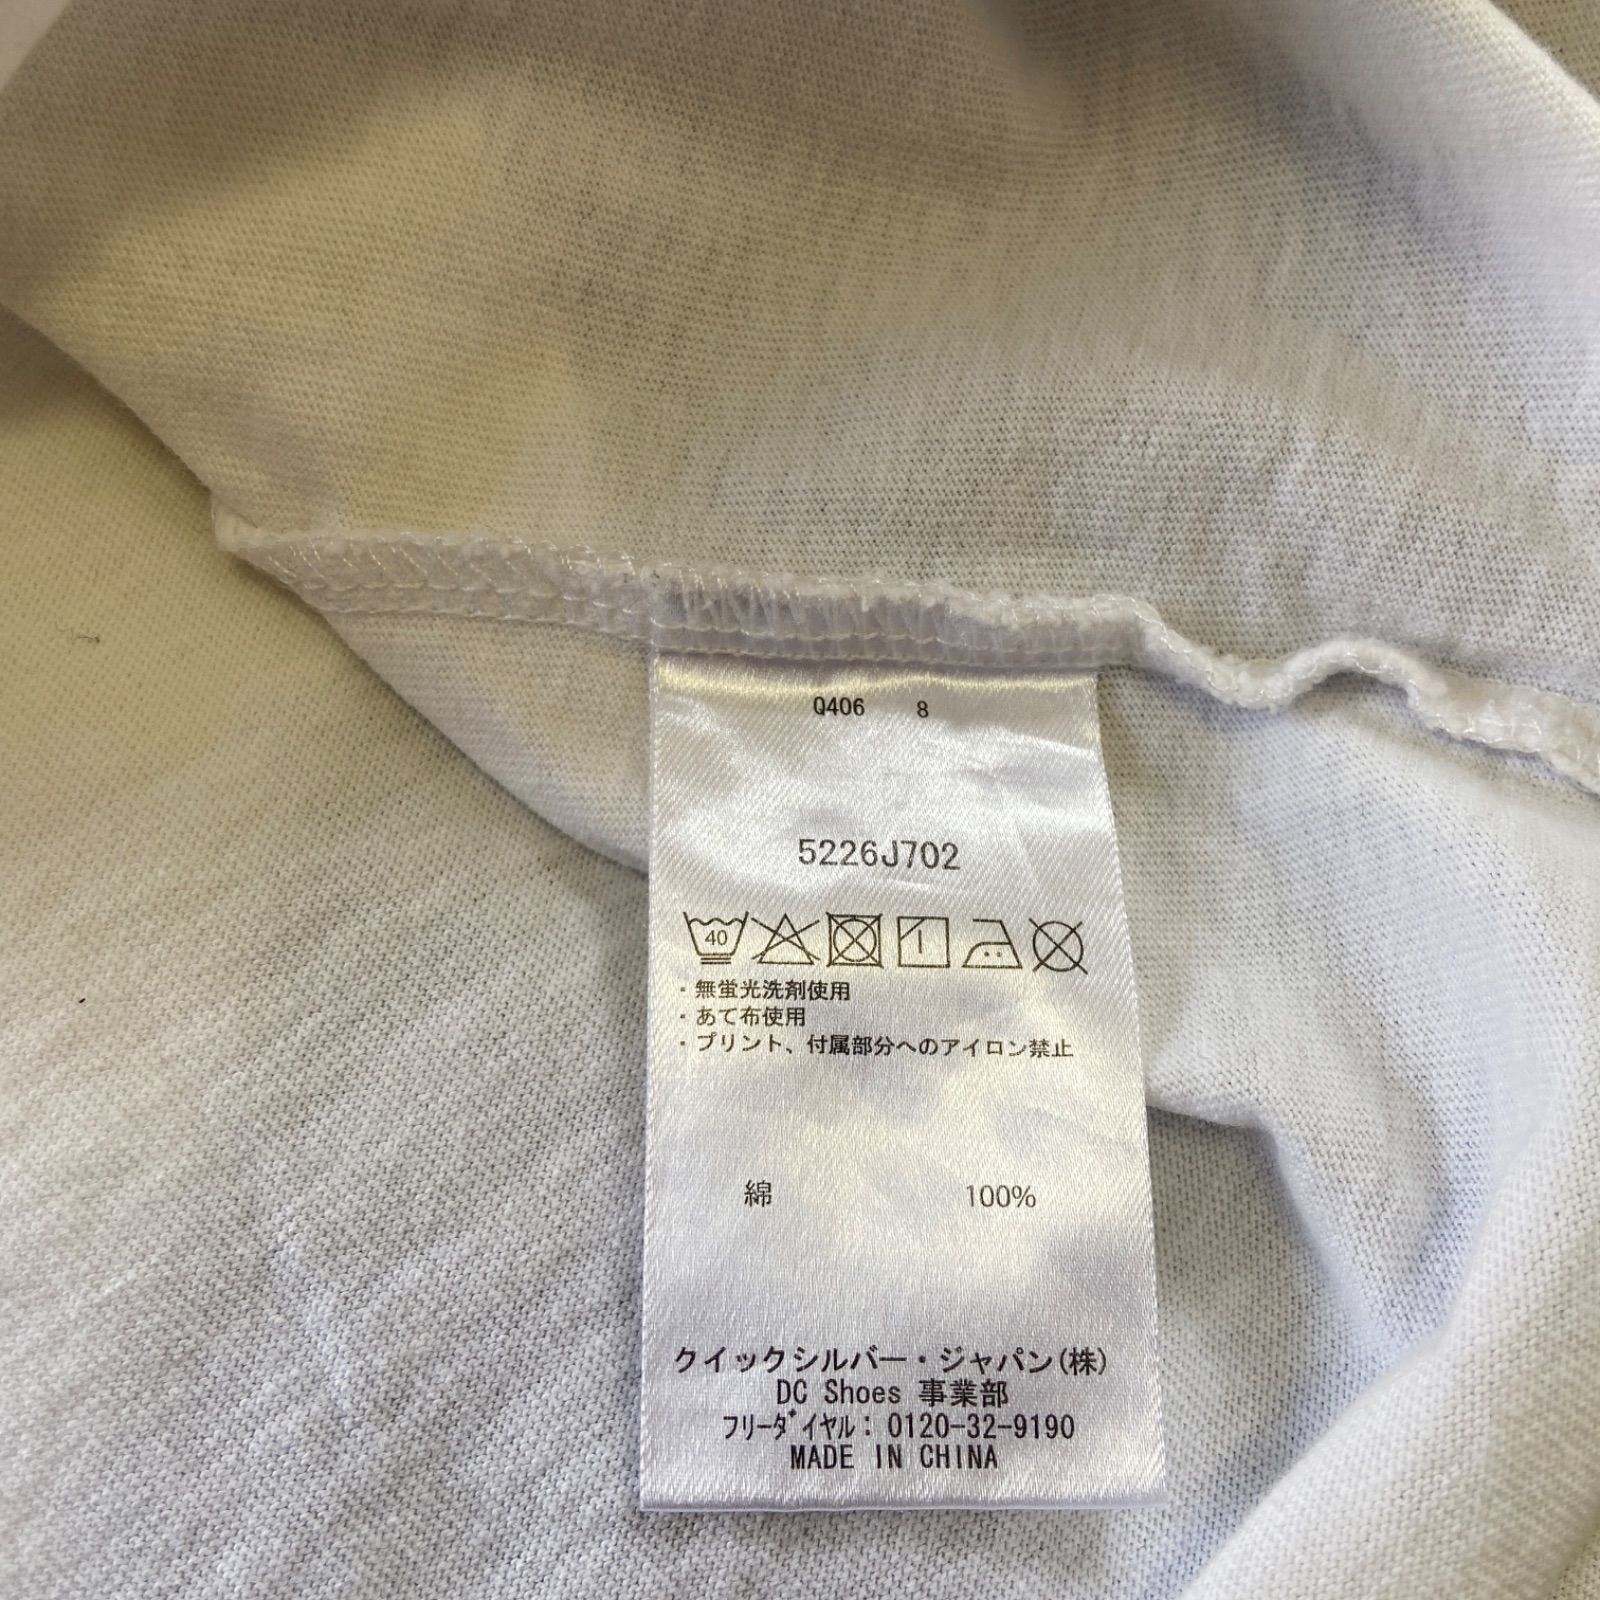 Q406 8
5226J702
40
・無蛍光洗剤使用
・あて布使用
・プリント、付属部分へのアイロン禁止
綿 100%
クイックシルバー・ジャパン(株)
DC Shoes 事業部
フリーダイヤル: 0120-32-9190
MADE IN CHINA